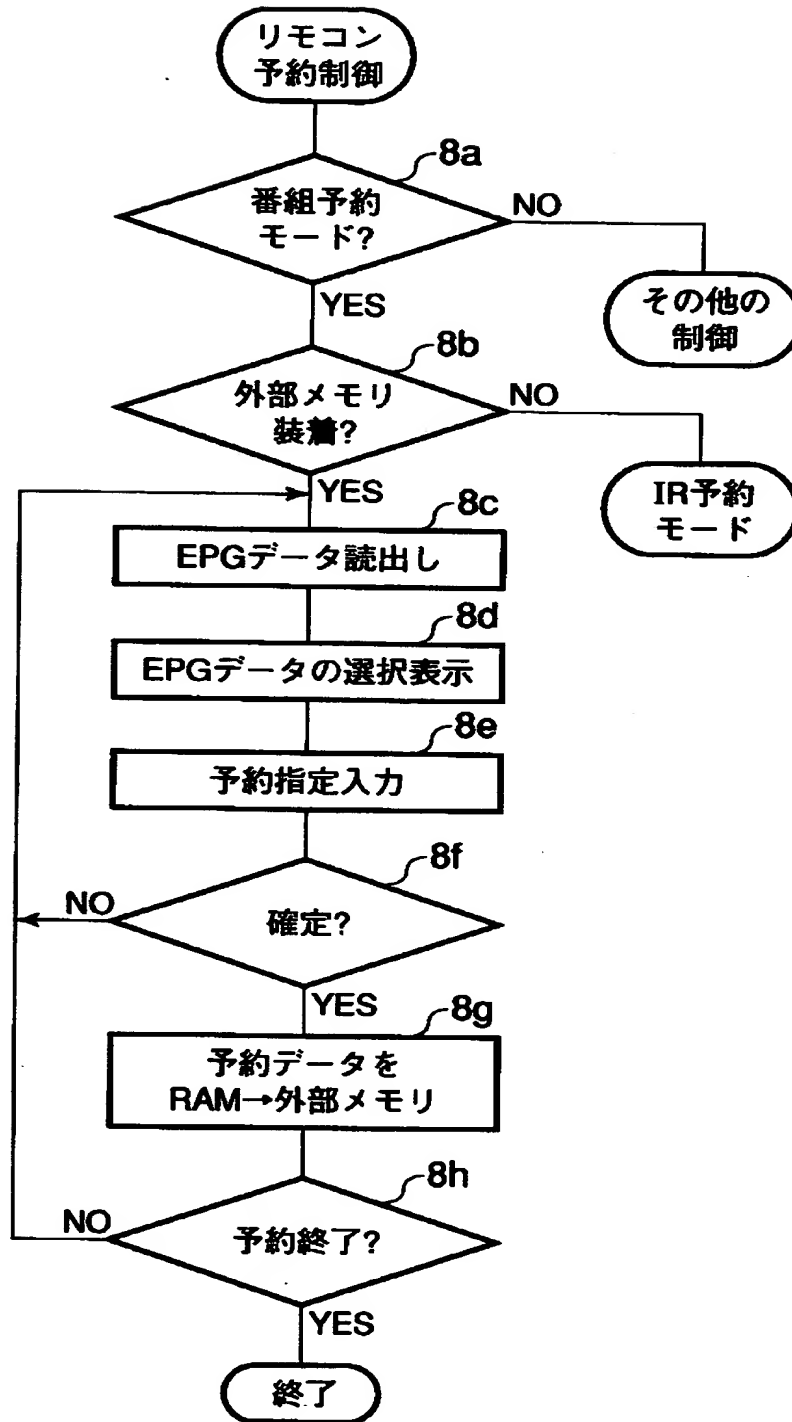 リモコン
予約制御
8a
番組予約
モード?
NO
YES
その他の
制御
8b
外部メモリ
装着?
NO
YES
IR予約
モード
8c
EPGデータ読出し
8d
EPGデータの選択表示
8e
予約指定入力
8f
NO
確定?
YES
8g
予約データを
RAM→外部メモリ
8h
NO
予約終了?
YES
終了